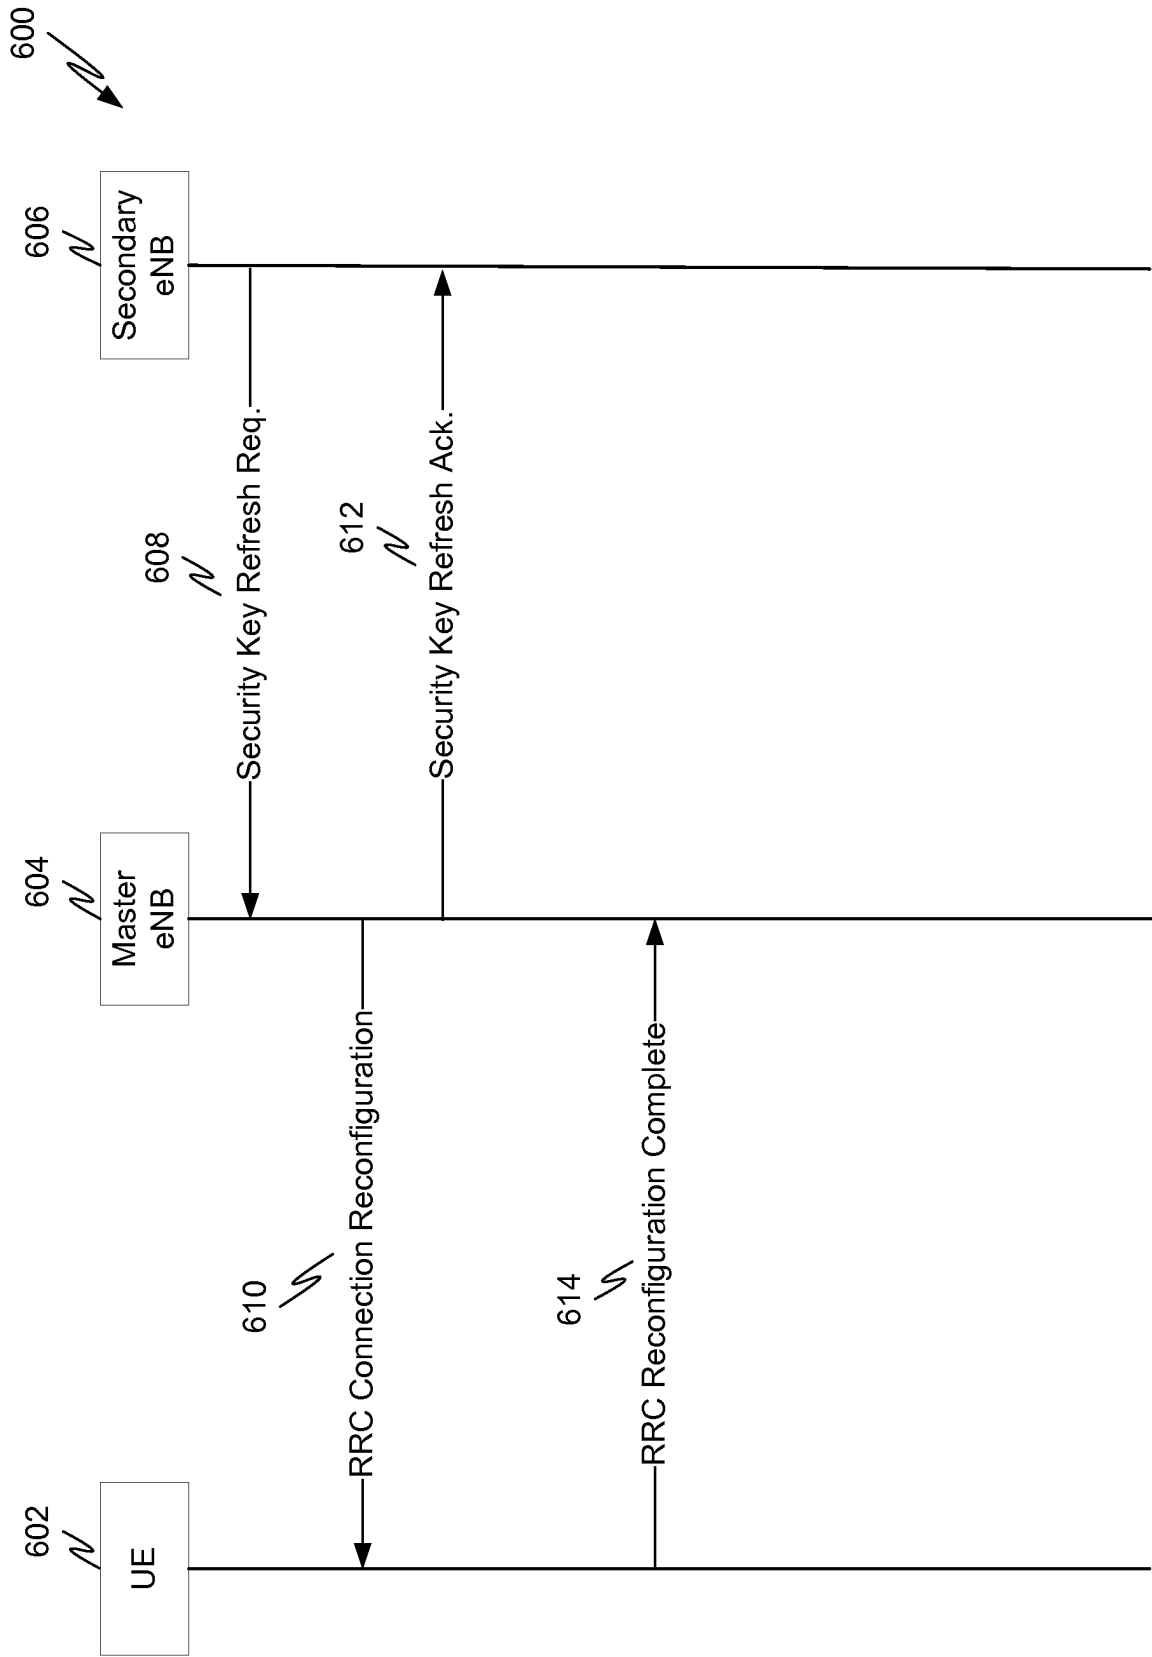 600
602
UE
604
Master
eNB
606
Secondary
eNB
608
Security Key Refresh Req.
610
RRC Connection Reconfiguration
612
Security Key Refresh Ack.
614
RRC Reconfiguration Complete